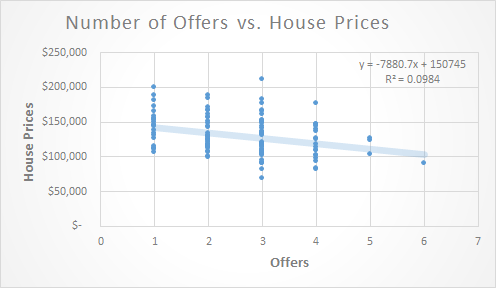 Number of Offers vs. House Prices
$250,000
y = -7880.7x + 150745
R² = 0.0984
$200,000
$150,000
$100,000
$50,000
$-
House Prices
0 1 2 3 4 5 6 7
Offers